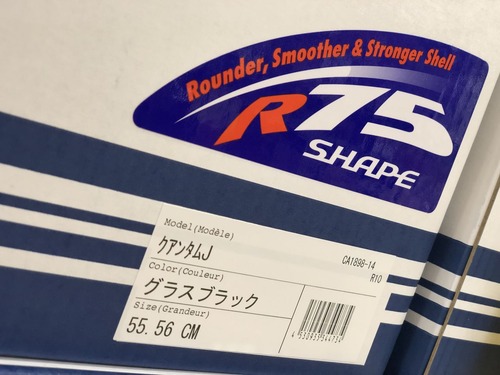 Rounder, Smoother & Stronger Shell
R75
SHAPE
Model(Modèle)
ｸアンタムJ
CA1898-14
Color(Couleur)
R10
グラスブラック
Size(Grandeur)
55.56 CM